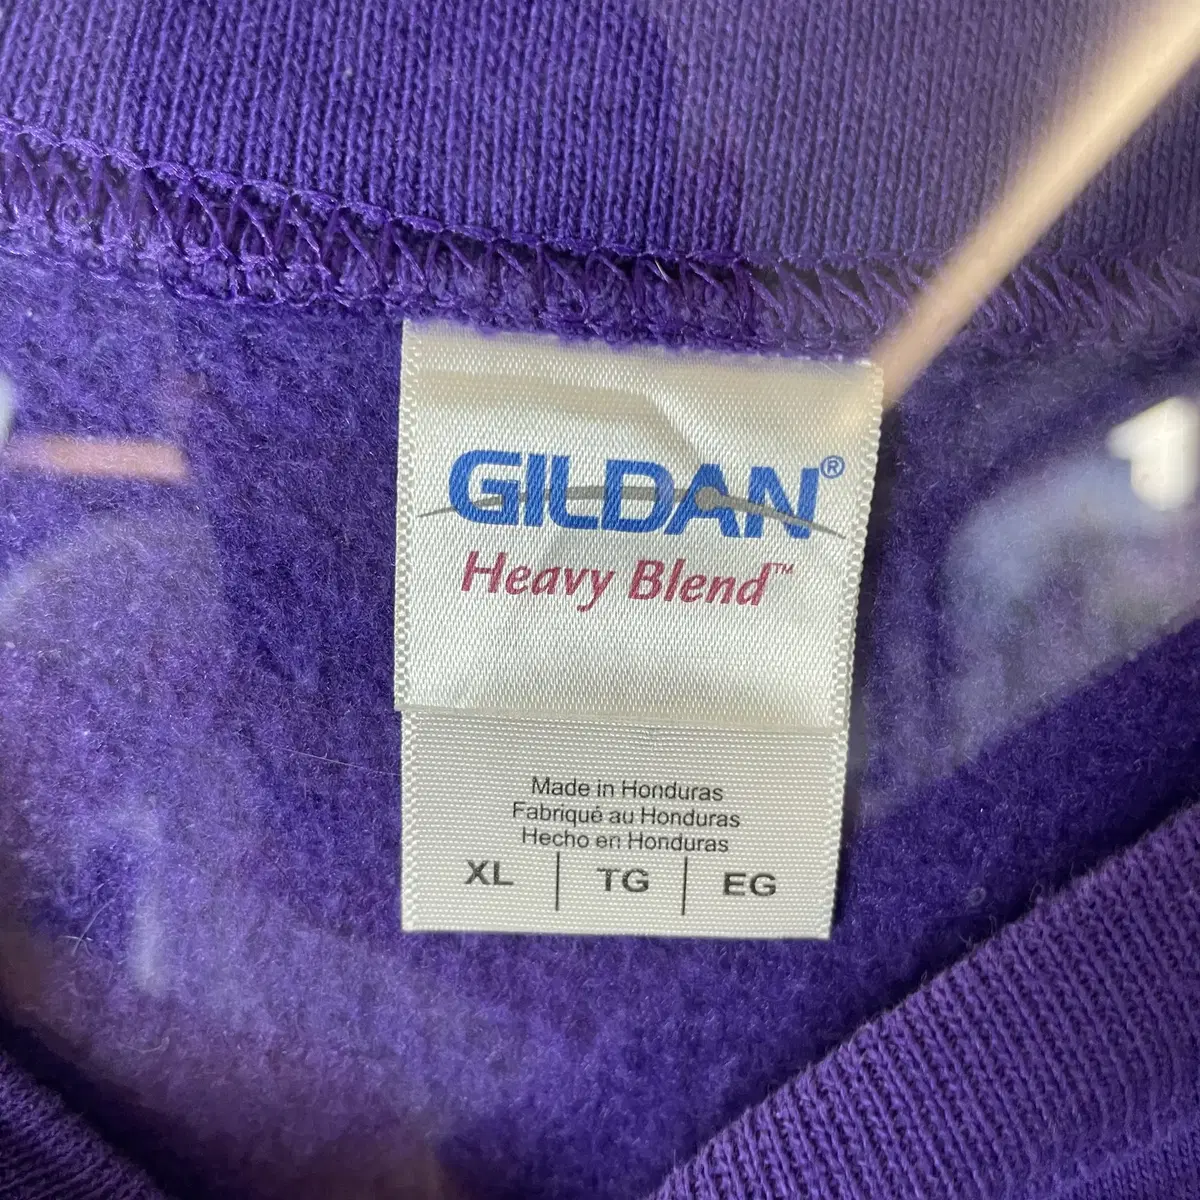 GILDAN®
Heavy Blend™
Made in Honduras
Fabriqué au Honduras
Hecho en Honduras
XL | TG | EG